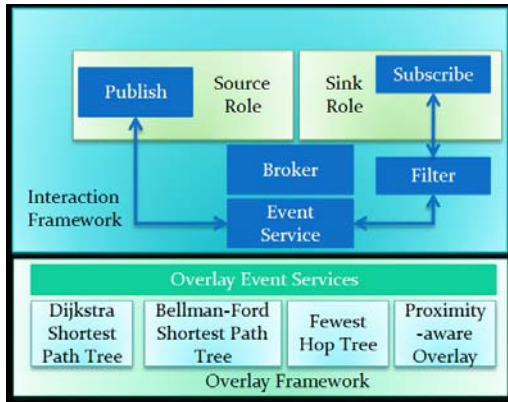 Publish
Source
Role
Sink
Role
Subscribe
Broker
Filter
Interaction
Framework
Event
Service
Overlay Event Services
Dijkstra
Shortest
Path Tree
Bellman-Ford
Shortest Path
Tree
Fewest
Hop Tree
Proximity
-aware
Overlay
Overlay Framework